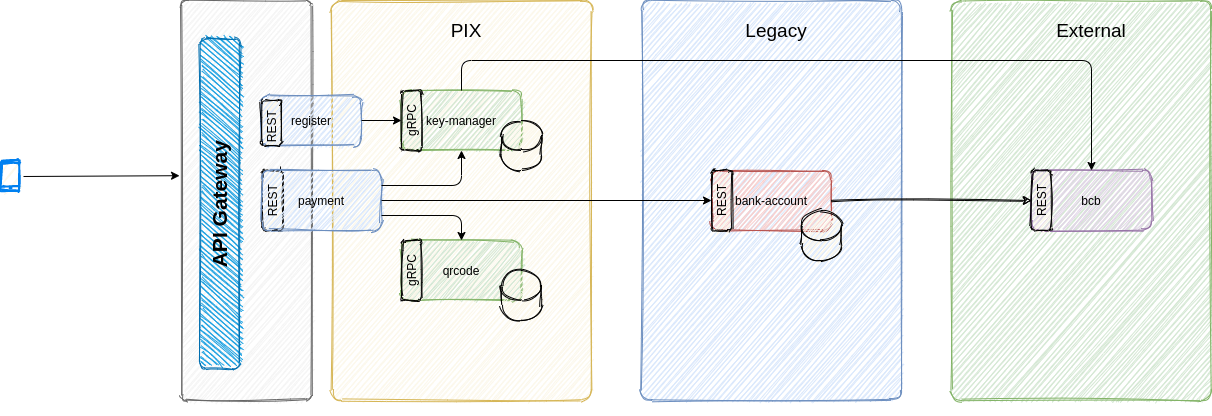 PIX
Legacy
External
API Gateway
REST
register
gRPC
key-manager
REST
payment
REST
bank-account
REST
bcb
gRPC
qrcode